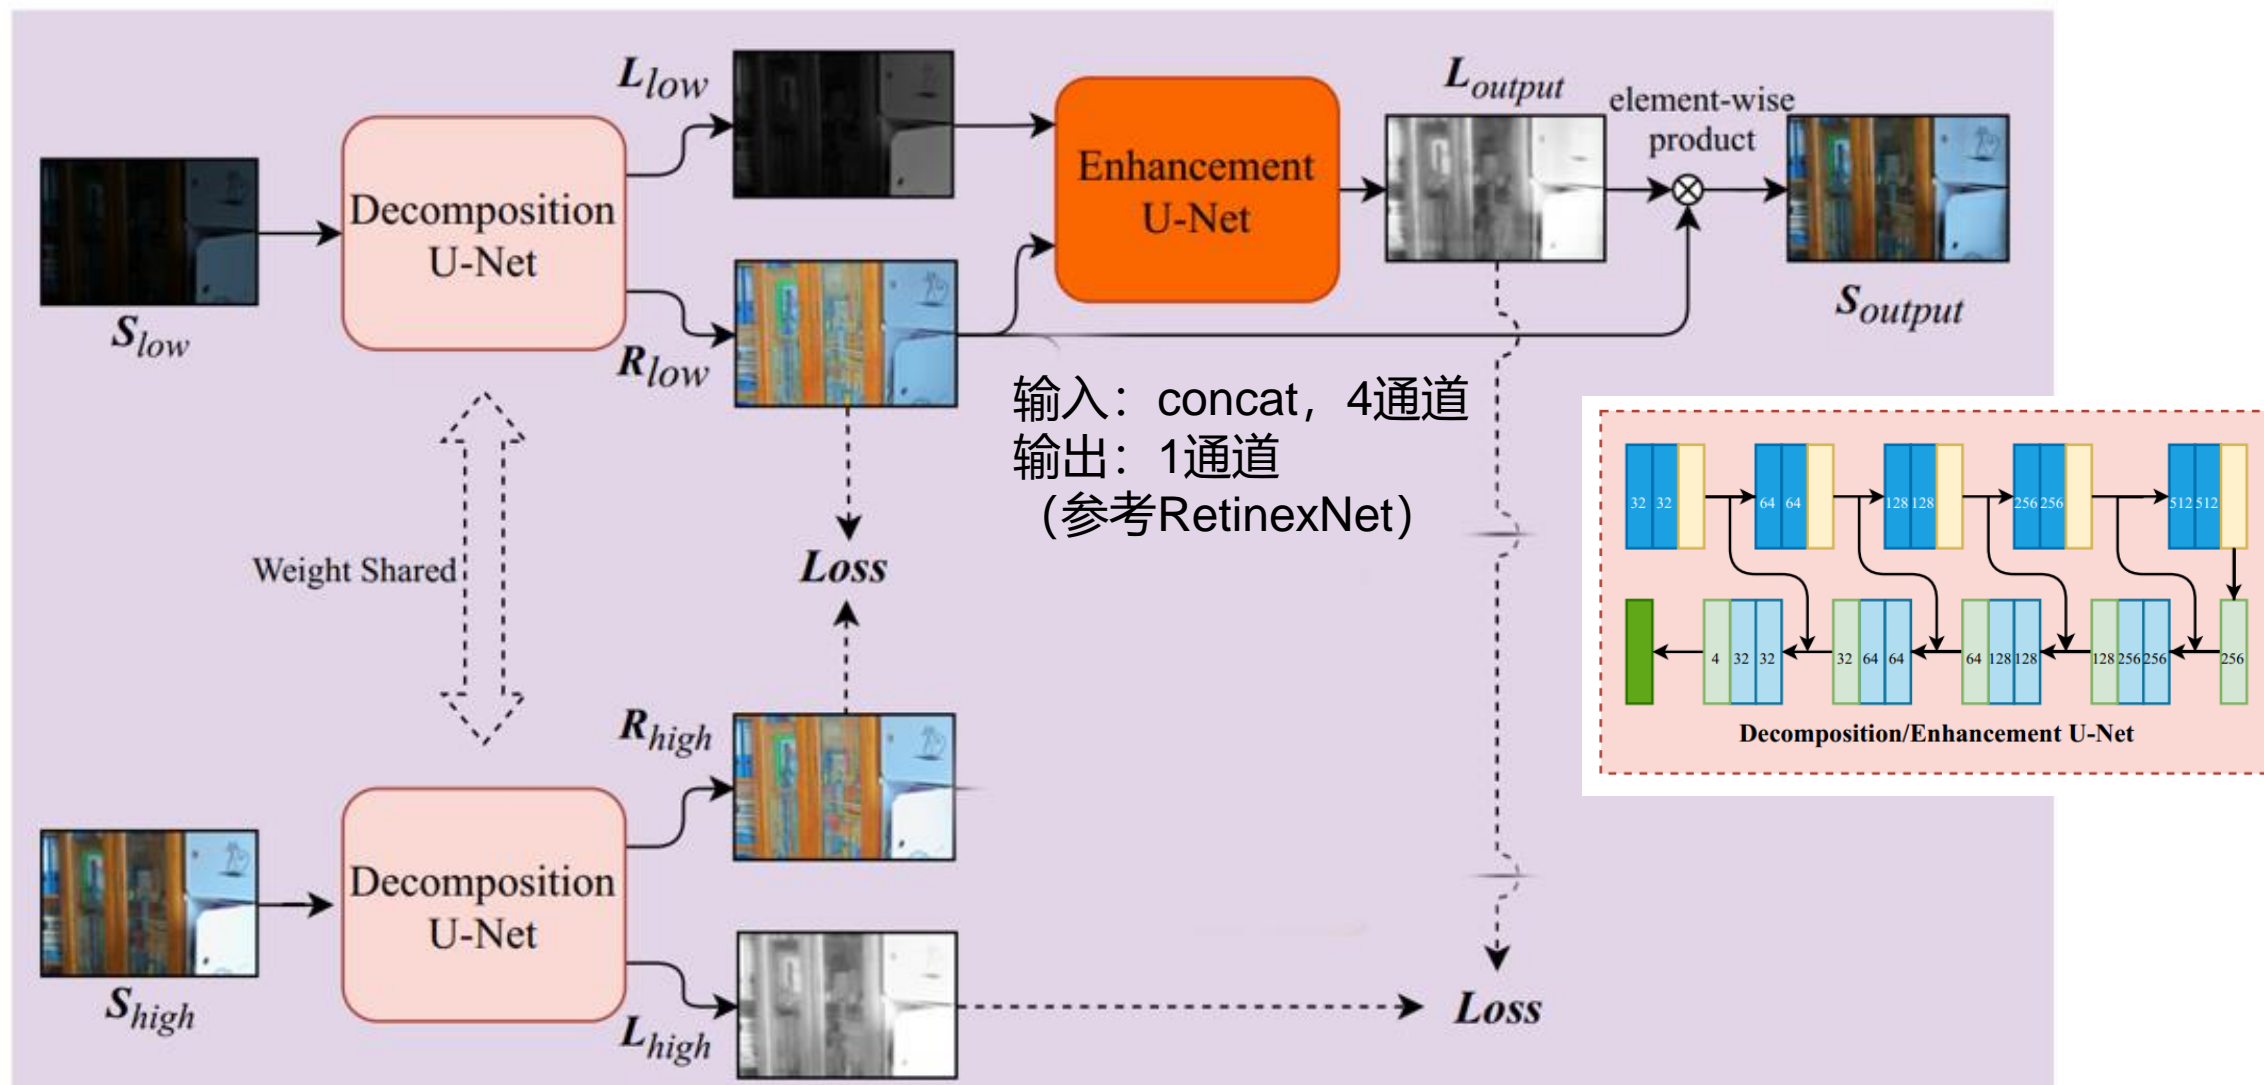 L_low
L_output
element-wise
product
Decomposition
U-Net
Enhancement
U-Net
S_low
R_low
S_output
输入：concat，4通道
输出：1通道
（参考RetinexNet）
Weight Shared
Loss
32 32 64 64 128 128 256 256 512 512
4 32 32 32 64 64 64 128 128 128 256 256 256
Decomposition/Enhancement U-Net
R_high
Decomposition
U-Net
S_high
L_high
Loss